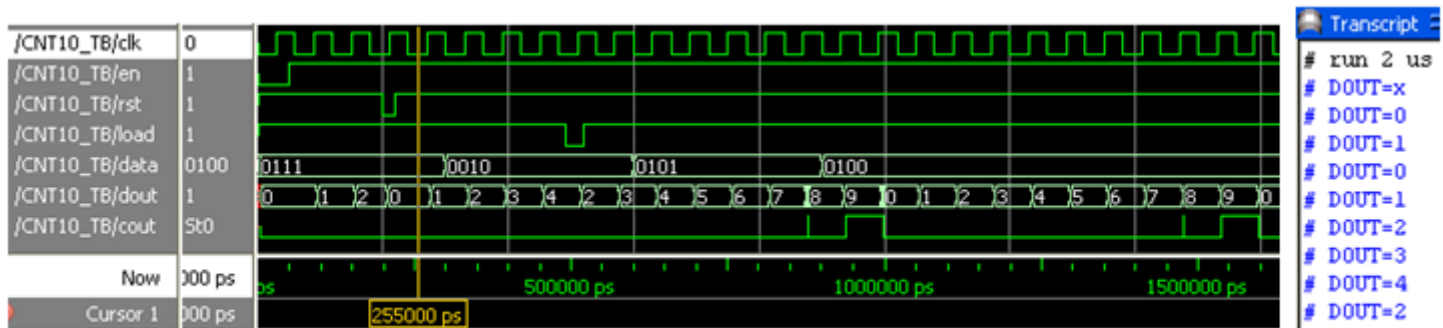 /CNT10_TB/clk 0
/CNT10_TB/en 1
/CNT10_TB/rst 1
/CNT10_TB/load 1
/CNT10_TB/data 0100 0111 0010 0101 0100
/CNT10_TB/dout 1 0 1 2 0 1 2 3 4 2 3 4 5 6 7 8 9 0 1 2 3 4 5 6 7 8 9 0
/CNT10_TB/cout St0
Now 000 ps ps 500000 ps 1000000 ps 1500000 ps
Cursor 1 000 ps 255000 ps
Transcript
# run 2 us
# DOUT=x
# DOUT=0
# DOUT=1
# DOUT=0
# DOUT=1
# DOUT=2
# DOUT=3
# DOUT=4
# DOUT=2